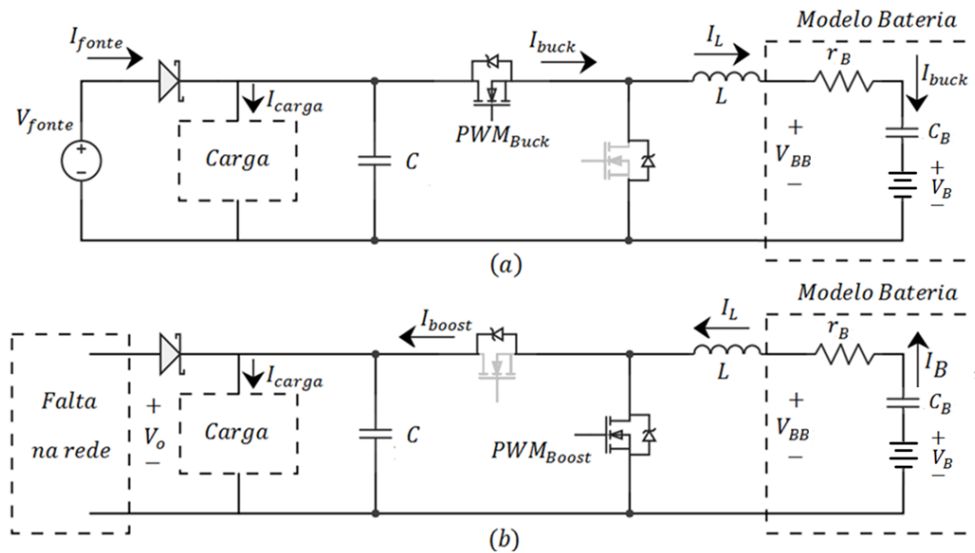 Modelo Bateria
I_fonte
I_buck
I_L
r_B
I_buck
V_fonte
+
−
I_carga
Carga
C
PWM_Buck
L
+
V_BB
−
C_B
+
V_B
−
(a)
Modelo Bateria
I_boost
I_L
r_B
I_B
Falta
na rede
+
V_o
−
I_carga
Carga
C
PWM_Boost
L
+
V_BB
−
C_B
+
V_B
−
(b)